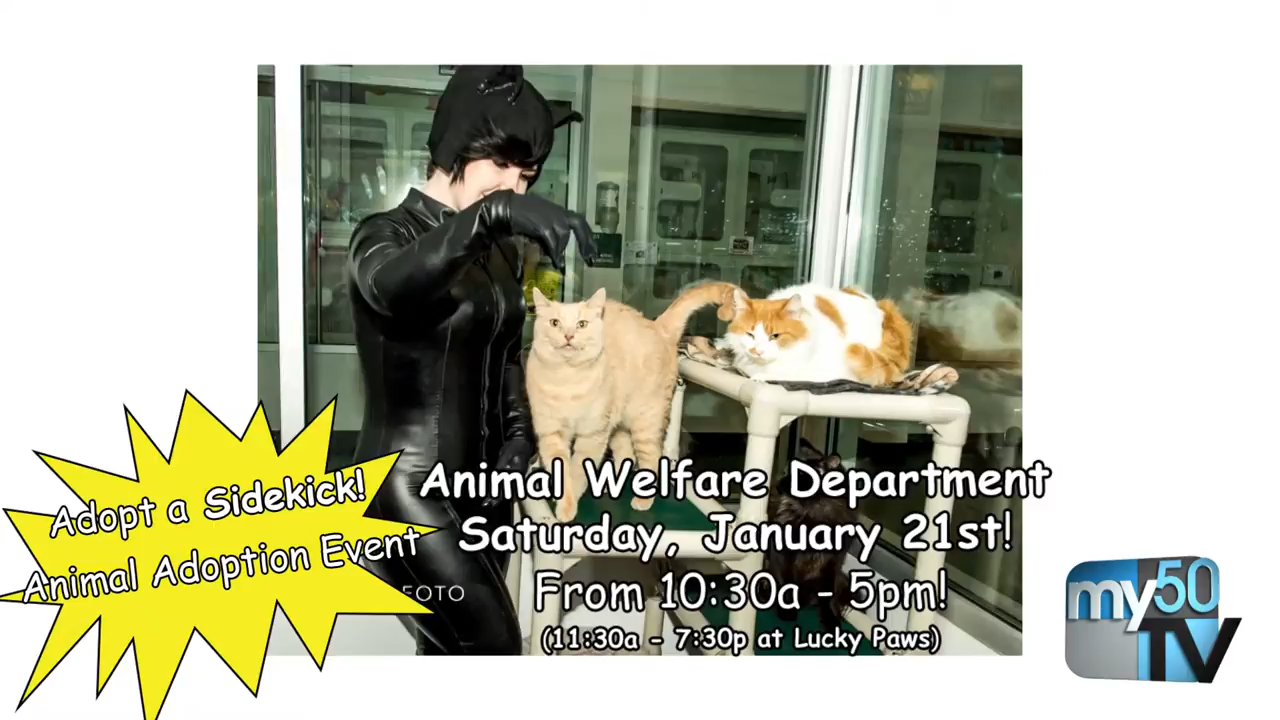 Adopt a Sidekick!
Animal Adoption Event
Animal Welfare Department
Saturday, January 21st!
From 10:30a - 5pm!
(11:30a - 7:30p at Lucky Paws)
FOTO
my50
TV